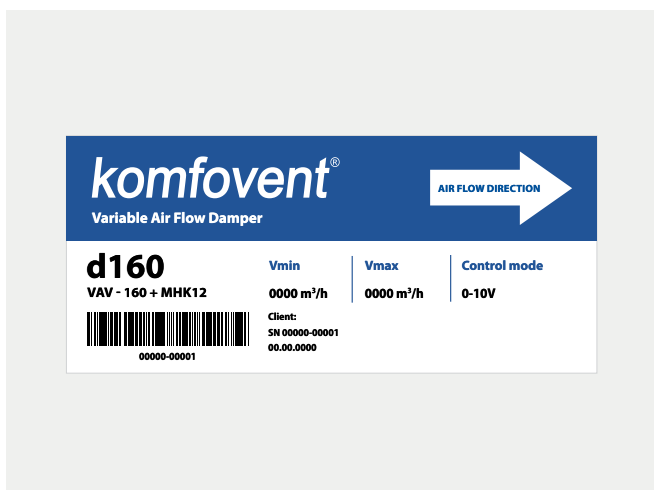 komfovent®
Variable Air Flow Damper
AIR FLOW DIRECTION
d160
VAV - 160 + MHK12
00000-00001
Vmin
0000 m³/h
Vmax
0000 m³/h
Control mode
0-10V
Client:
SN 00000-00001
00.00.0000